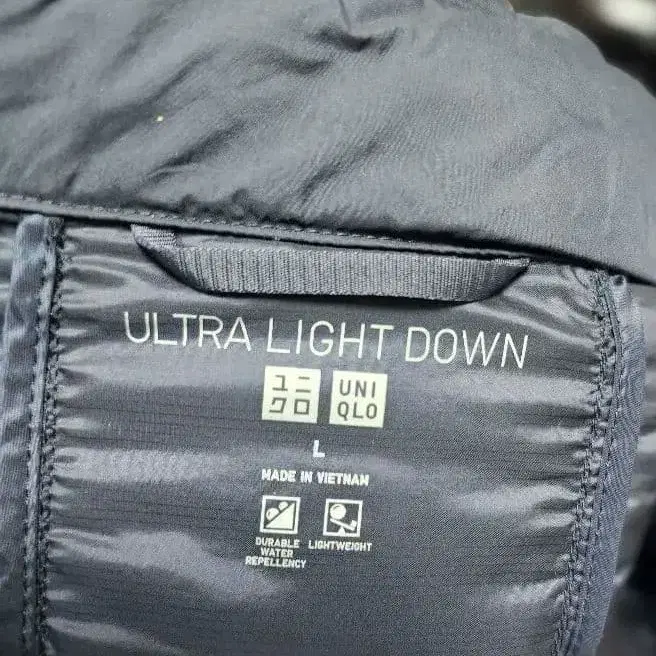 ULTRA LIGHT DOWN
ユニ UNI
クロ QLO
L
MADE IN VIETNAM
DURABLE LIGHTWEIGHT
WATER
REPELLENCY